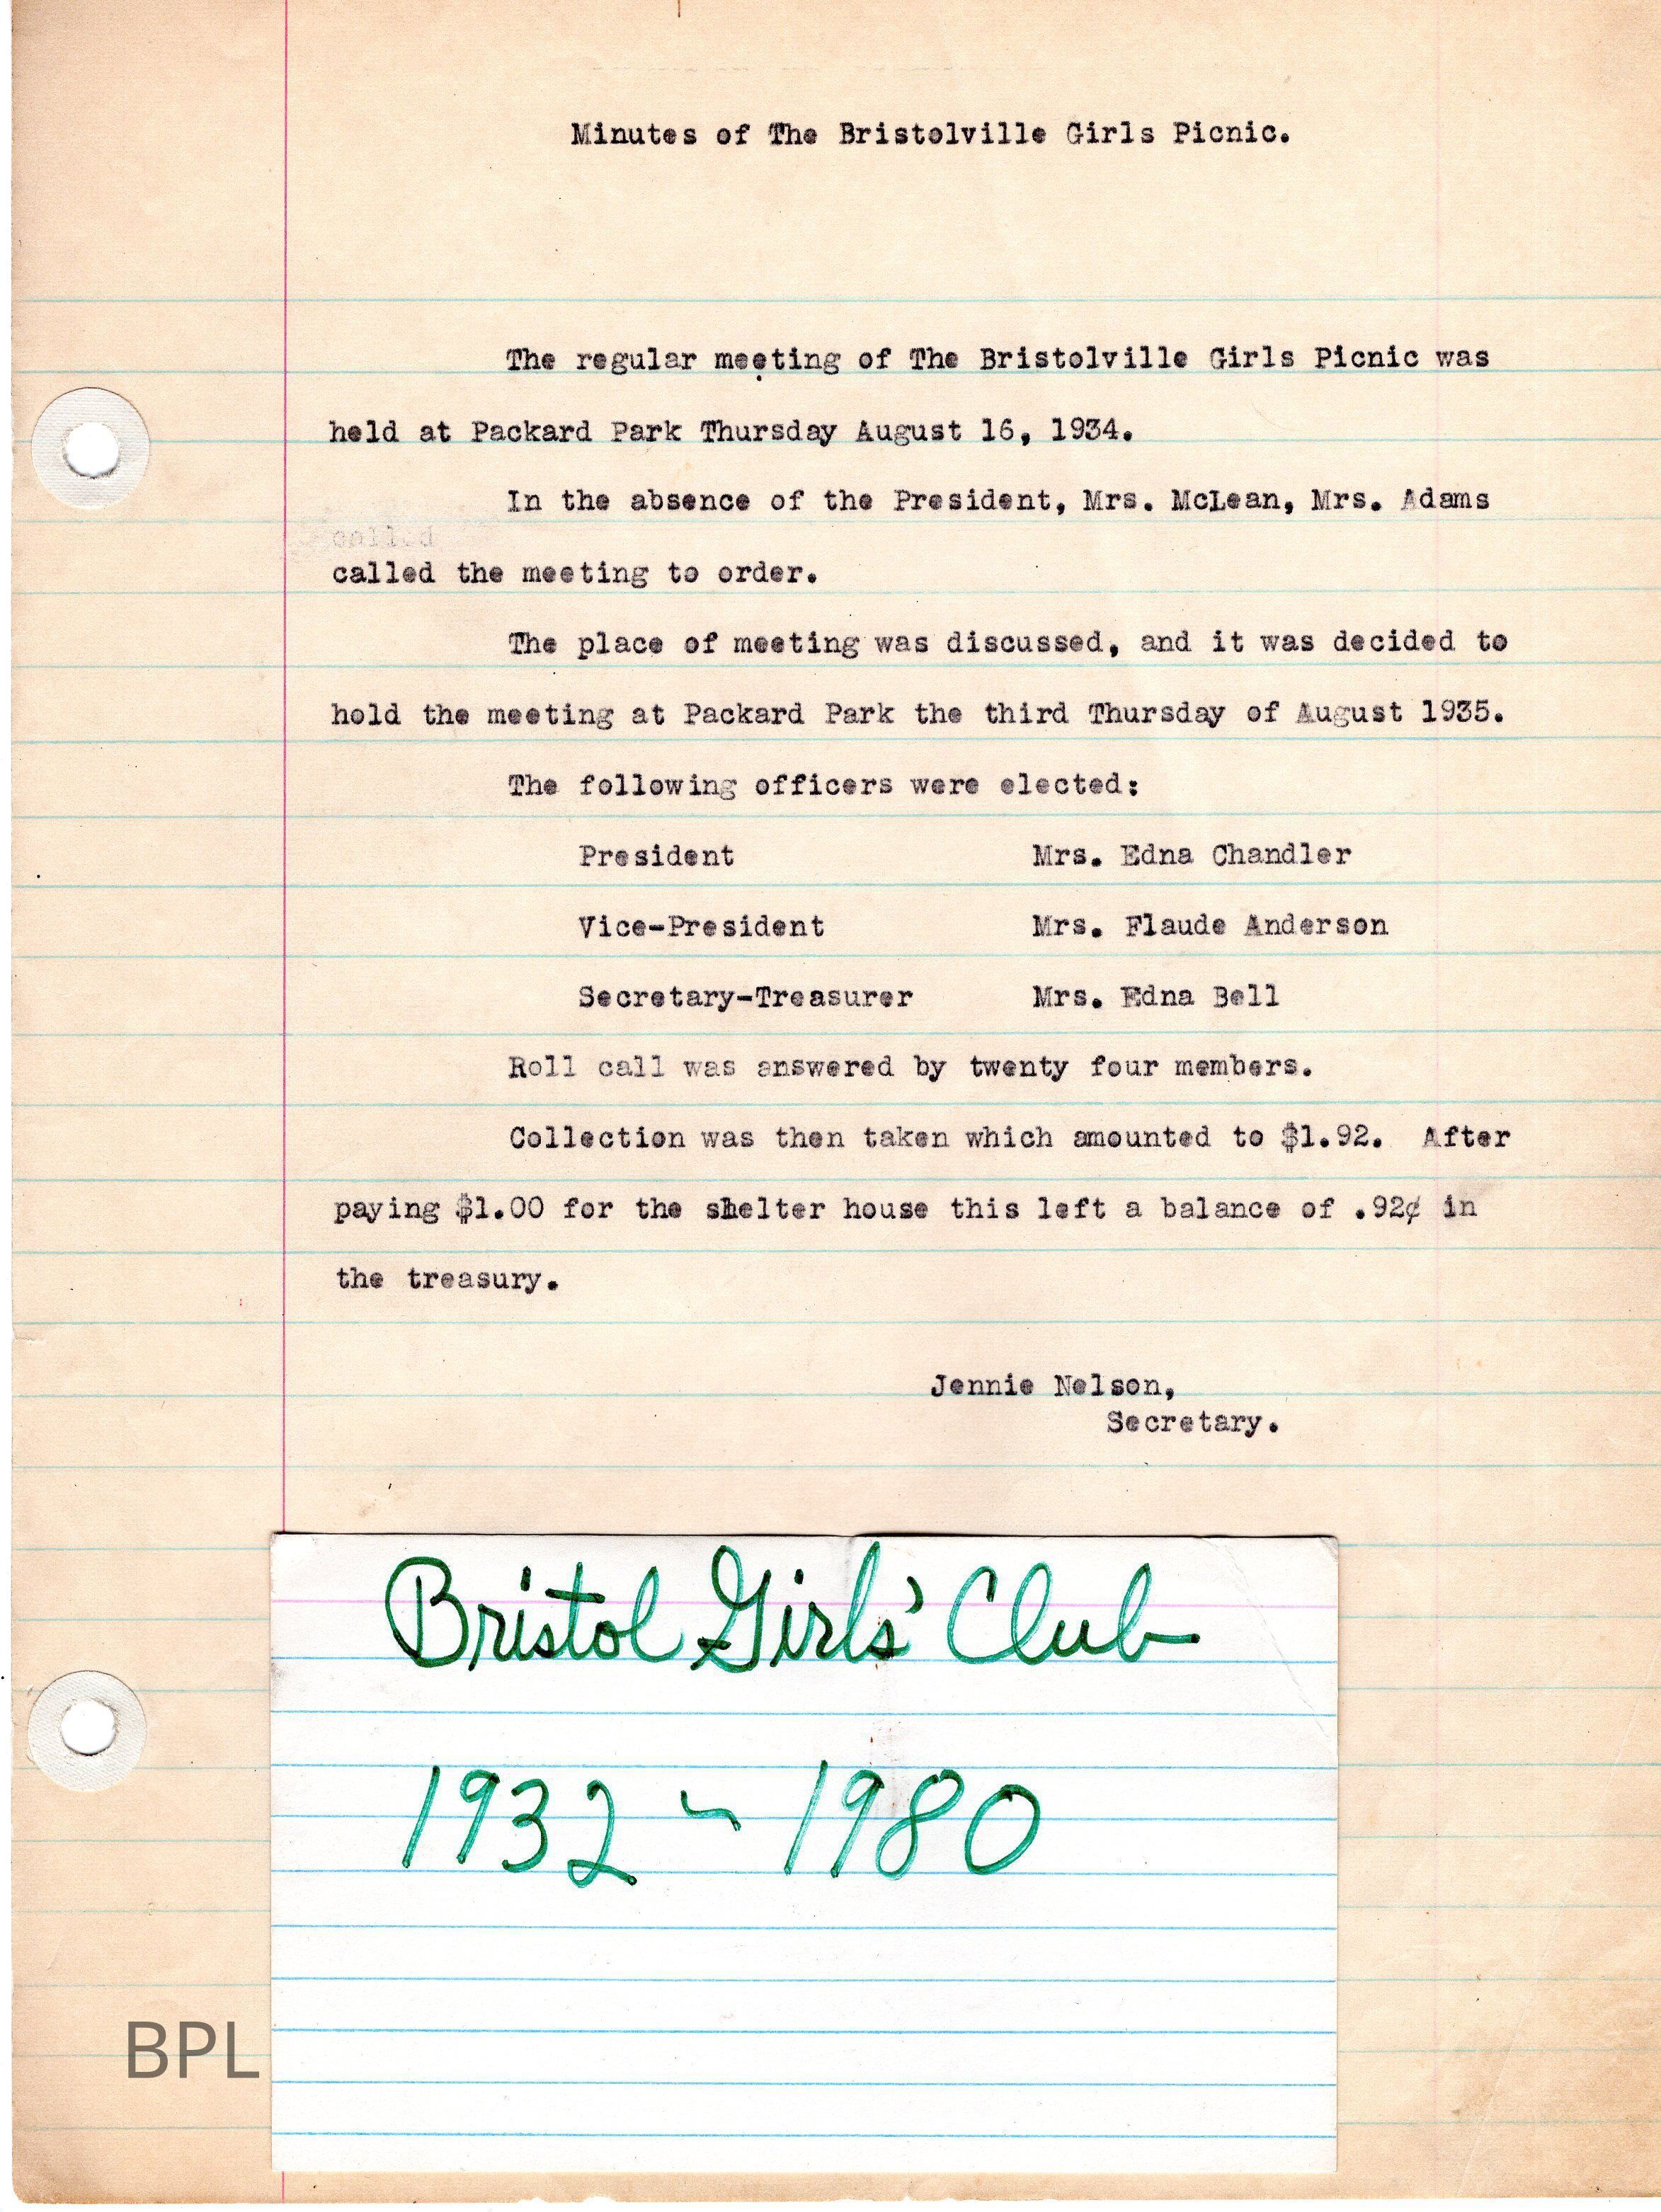 Minutes of The Bristolville Girls Picnic.
The regular meeting of The Bristolville Girls Picnic was
held at Packard Park Thursday August 16, 1934.
In the absence of the President, Mrs. McLean, Mrs. Adams
called
called the meeting to order.
The place of meeting was discussed, and it was decided to
hold the meeting at Packard Park the third Thursday of August 1935.
The following officers were elected:
President Mrs. Edna Chandler
Vice-President Mrs. Flaude Anderson
Secretary-Treasurer Mrs. Edna Bell
Roll call was answered by twenty four members.
Collection was then taken which amounted to $1.92. After
paying $1.00 for the shelter house this left a balance of .92¢ in
the treasury.
Jennie Nelson,
Secretary.
Bristol Girls' Club
1932 - 1980
BPL